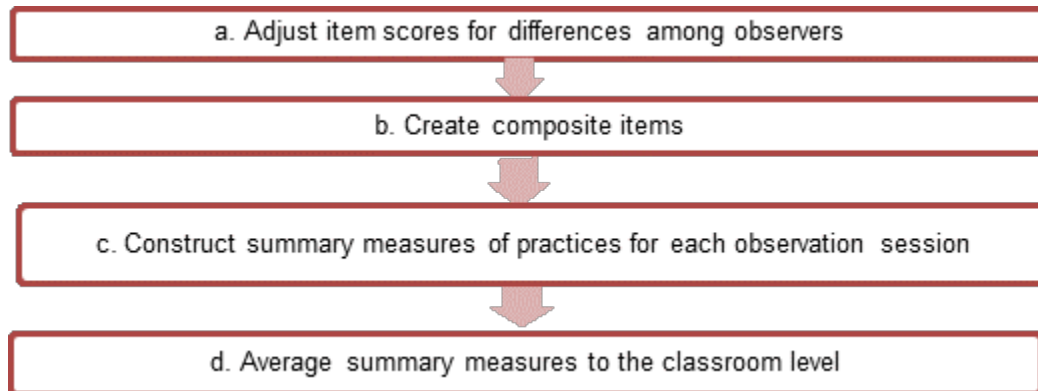 a. Adjust item scores for differences among observers
b. Create composite items
c. Construct summary measures of practices for each observation session
d. Average summary measures to the classroom level